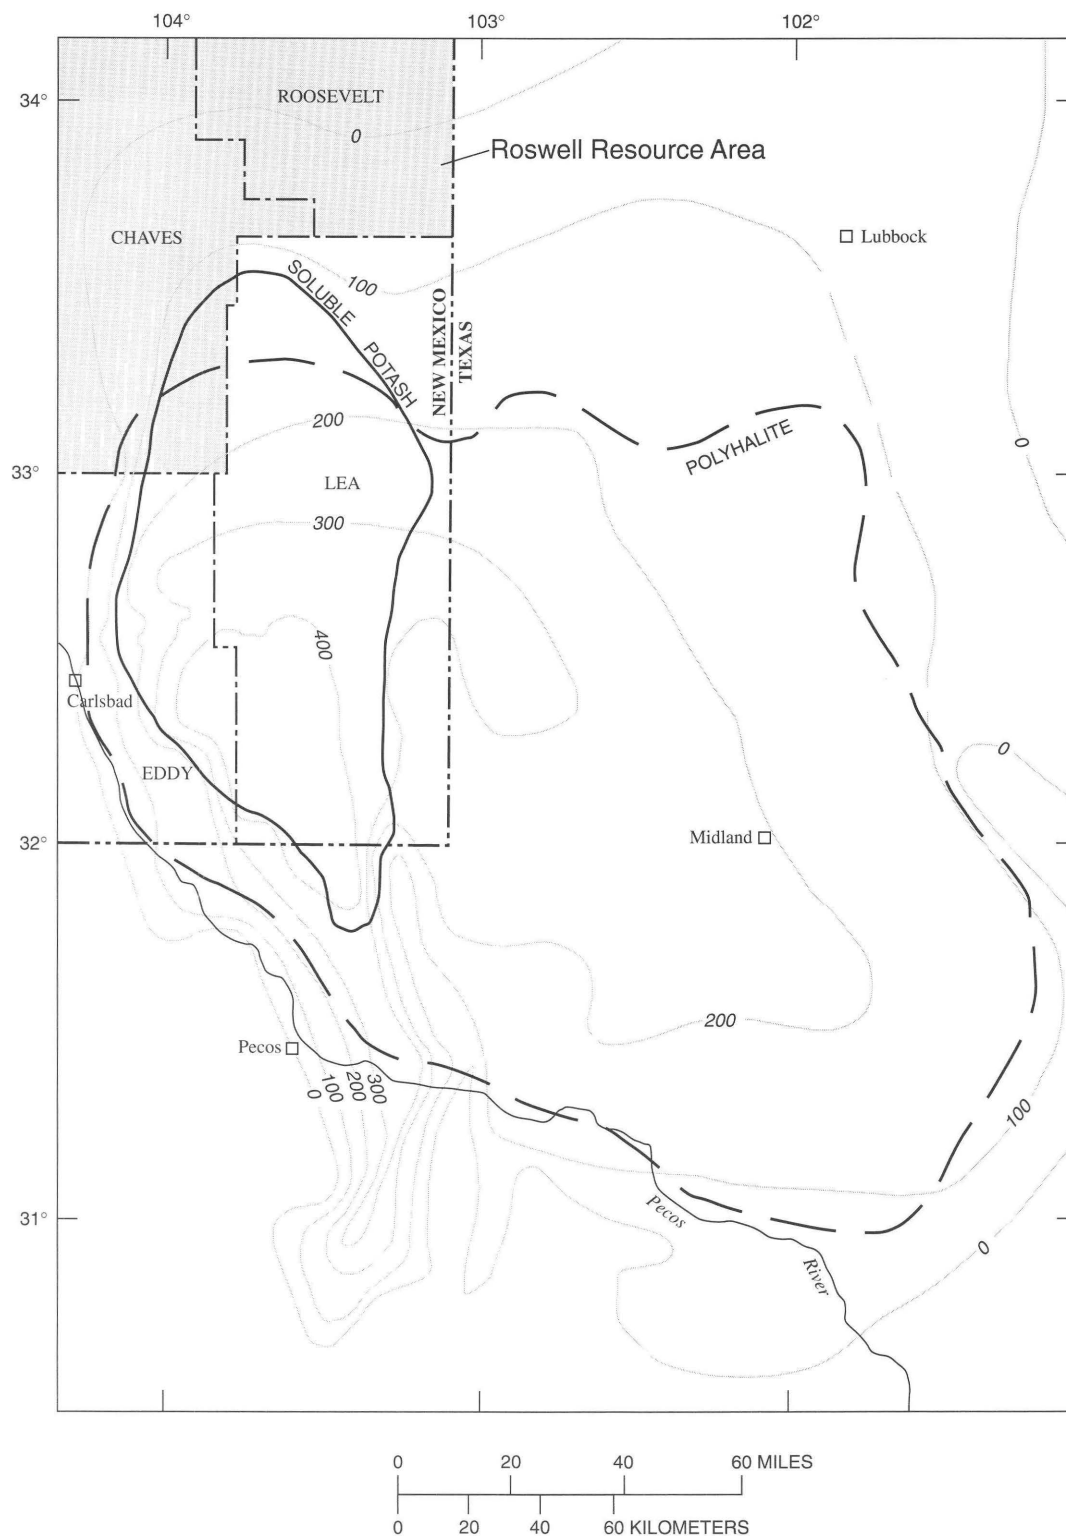 104° 103° 102°
34°
ROOSEVELT
0
Roswell Resource Area
CHAVES
Lubbock
SOLUBLE POTASH
100
NEW MEXICO
TEXAS
200
POLYHALITE
0
33°
LEA
300
400
Carlsbad
EDDY
0
32°
Midland
200
Pecos
0
100
200
300
100
31°
Pecos River
0
0 20 40 60 MILES
0 20 40 60 KILOMETERS